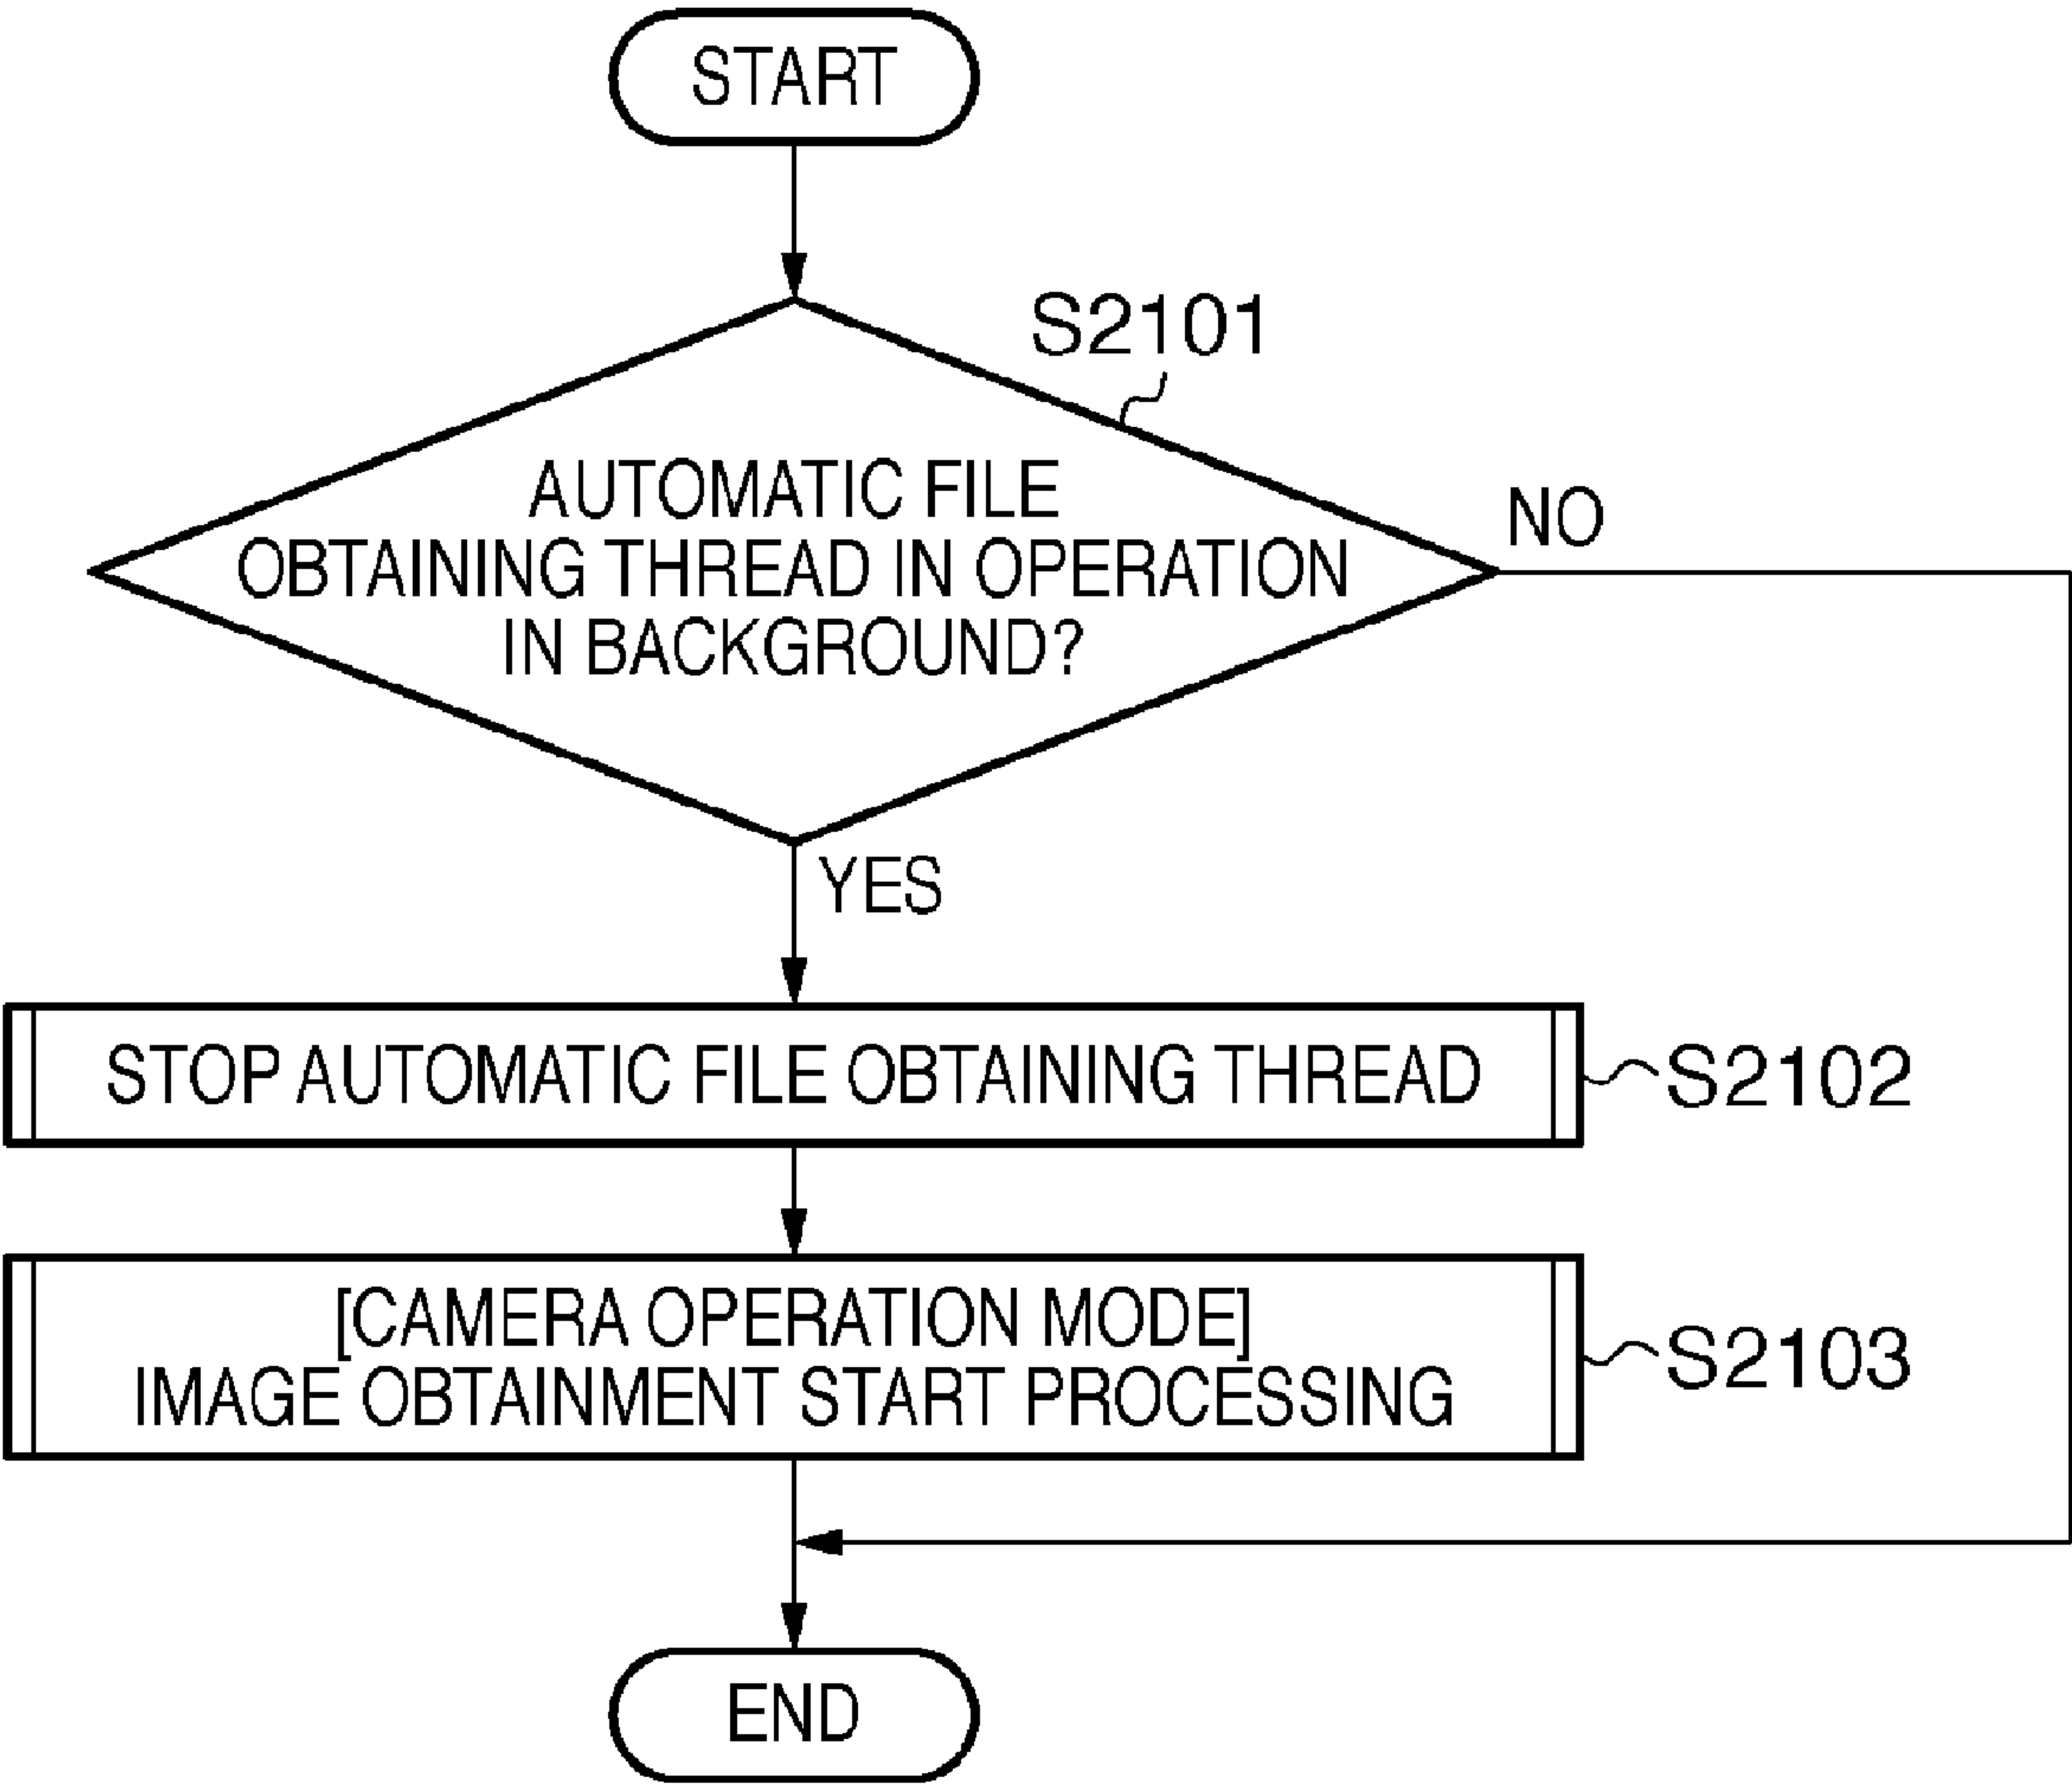 START
S2101
AUTOMATIC FILE
OBTAINING THREAD IN OPERATION
IN BACKGROUND?
NO
YES
STOP AUTOMATIC FILE OBTAINING THREAD
S2102
[CAMERA OPERATION MODE]
IMAGE OBTAINMENT START PROCESSING
S2103
END